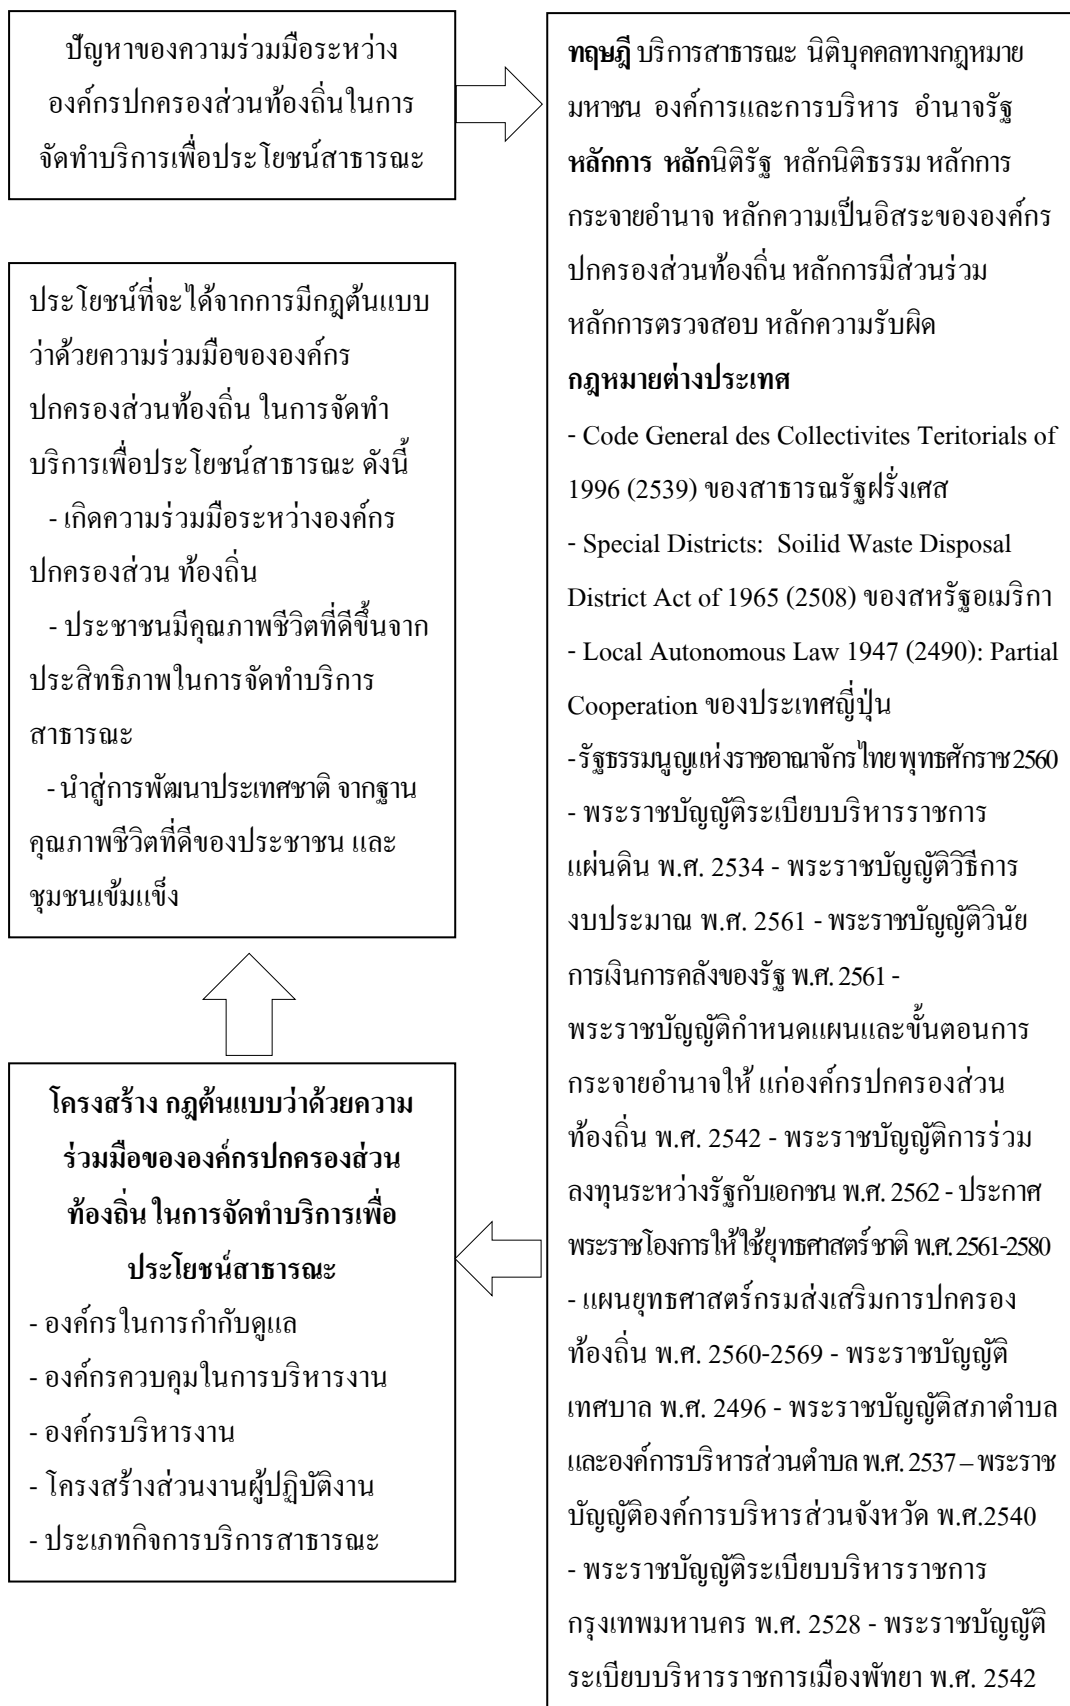 ปัญหาของความร่วมมือระหว่าง
องค์กรปกครองส่วนท้องถิ่นในการ
จัดทำบริการเพื่อประโยชน์สาธารณะ
ทฤษฎี บริการสาธารณะ นิติบุคคลทางกฎหมาย
มหาชน องค์การและการบริหาร อำนาจรัฐ
หลักการ หลักนิติรัฐ หลักนิติธรรม หลักการ
กระจายอำนาจ หลักความเป็นอิสระขององค์กร
ปกครองส่วนท้องถิ่น หลักการมีส่วนร่วม
หลักการตรวจสอบ หลักความรับผิด
กฎหมายต่างประเทศ
- Code General des Collectivites Teritorials of
1996 (2539) ของสาธารณรัฐฝรั่งเศส
- Special Districts: Soilid Waste Disposal
District Act of 1965 (2508) ของสหรัฐอเมริกา
- Local Autonomous Law 1947 (2490): Partial
Cooperation ของประเทศญี่ปุ่น
-รัฐธรรมนูญแห่งราชอาณาจักรไทย พุทธศักราช 2560
- พระราชบัญญัติระเบียบบริหารราชการ
แผ่นดิน พ.ศ. 2534 - พระราชบัญญัติวิธีการ
งบประมาณ พ.ศ. 2561 - พระราชบัญญัติวินัย
การเงินการคลังของรัฐ พ.ศ. 2561 -
พระราชบัญญัติกำหนดแผนและขั้นตอนการ
กระจายอำนาจให้ แก่องค์กรปกครองส่วน
ท้องถิ่น พ.ศ. 2542 - พระราชบัญญัติการร่วม
ลงทุนระหว่างรัฐกับเอกชน พ.ศ. 2562 - ประกาศ
พระราชโองการให้ใช้ยุทธศาสตร์ชาติ พ.ศ. 2561-2580
- แผนยุทธศาสตร์กรมส่งเสริมการปกครอง
ท้องถิ่น พ.ศ. 2560-2569 - พระราชบัญญัติ
เทศบาล พ.ศ. 2496 - พระราชบัญญัติสภาตำบล
และองค์การบริหารส่วนตำบล พ.ศ. 2537 – พระราช
บัญญัติองค์การบริหารส่วนจังหวัด พ.ศ.2540
- พระราชบัญญัติระเบียบบริหารราชการ
กรุงเทพมหานคร พ.ศ. 2528 - พระราชบัญญัติ
ระเบียบบริหารราชการเมืองพัทยา พ.ศ. 2542
โครงสร้าง กฎต้นแบบว่าด้วยความ
ร่วมมือขององค์กรปกครองส่วน
ท้องถิ่น ในการจัดทำบริการเพื่อ
ประโยชน์สาธารณะ
- องค์กรในการกำกับดูแล
- องค์กรควบคุมในการบริหารงาน
- องค์กรบริหารงาน
- โครงสร้างส่วนงานผู้ปฏิบัติงาน
- ประเภทกิจการบริการสาธารณะ
ประโยชน์ที่จะได้จากการมีกฎต้นแบบ
ว่าด้วยความร่วมมือขององค์กร
ปกครองส่วนท้องถิ่น ในการจัดทำ
บริการเพื่อประโยชน์สาธารณะ ดังนี้
- เกิดความร่วมมือระหว่างองค์กร
ปกครองส่วน ท้องถิ่น
- ประชาชนมีคุณภาพชีวิตที่ดีขึ้นจาก
ประสิทธิภาพในการจัดทำบริการ
สาธารณะ
- นำสู่การพัฒนาประเทศชาติ จากฐาน
คุณภาพชีวิตที่ดีของประชาชน และ
ชุมชนเข้มแข็ง